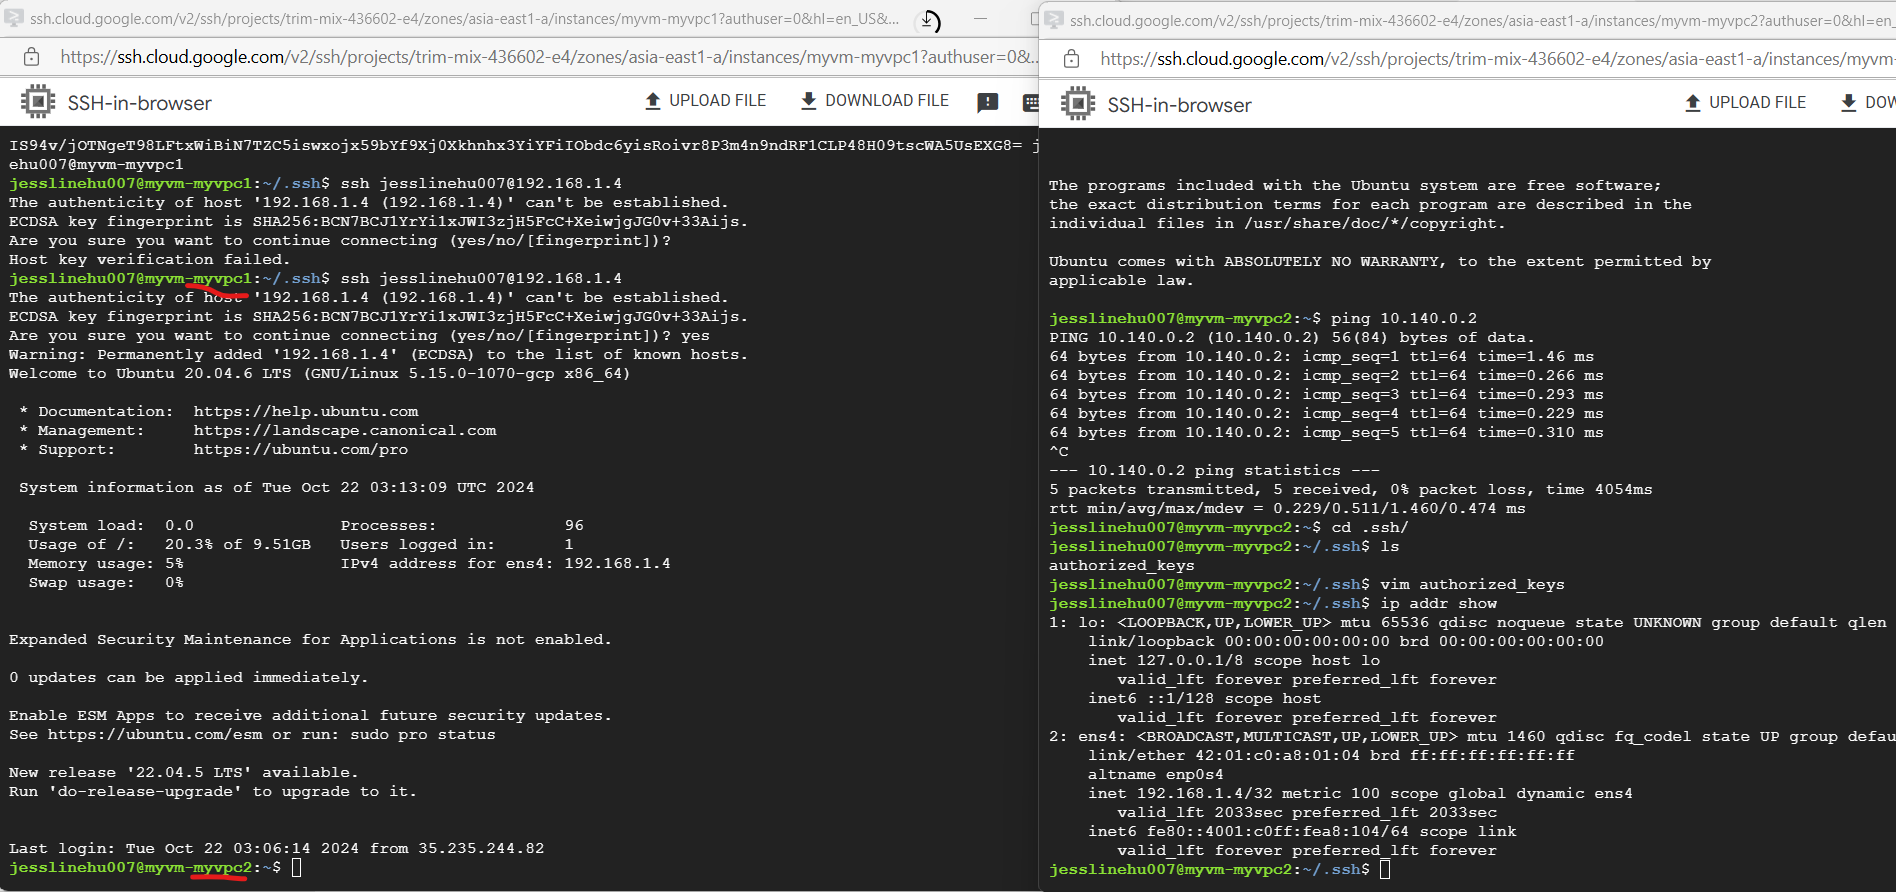 ssh.cloud.google.com/v2/ssh/projects/trim-mix-436602-e4/zones/asia-east1-a/instances/myvm-myvpc1?authuser=0&hl=en_US&...
https://ssh.cloud.google.com/v2/ssh/projects/trim-mix-436602-e4/zones/asia-east1-a/instances/myvm-myvpc1?authuser=0&...
SSH-in-browser
UPLOAD FILE
DOWNLOAD FILE
IS94v/jOTNgeT98LFtxWiBiN7TZC5iswxojx59bYf9Xj0Xkhnhx3YiYFiIObdc6yisRoivr8P3m4n9ndRF1CLP48H09tscWA5UsEXG8= j
ehu007@myvm-myvpc1
jesslinehu007@myvm-myvpc1:~/.ssh$ ssh jesslinehu007@192.168.1.4
The authenticity of host '192.168.1.4 (192.168.1.4)' can't be established.
ECDSA key fingerprint is SHA256:BCN7BCJ1YrYi1xJWI3zjH5FcC+XeiwjgJG0v+33Aijs.
Are you sure you want to continue connecting (yes/no/[fingerprint])?
Host key verification failed.
jesslinehu007@myvm-myvpc1:~/.ssh$ ssh jesslinehu007@192.168.1.4
The authenticity of host '192.168.1.4 (192.168.1.4)' can't be established.
ECDSA key fingerprint is SHA256:BCN7BCJ1YrYi1xJWI3zjH5FcC+XeiwjgJG0v+33Aijs.
Are you sure you want to continue connecting (yes/no/[fingerprint])? yes
Warning: Permanently added '192.168.1.4' (ECDSA) to the list of known hosts.
Welcome to Ubuntu 20.04.6 LTS (GNU/Linux 5.15.0-1070-gcp x86_64)
* Documentation:  https://help.ubuntu.com
* Management:     https://landscape.canonical.com
* Support:        https://ubuntu.com/pro
System information as of Tue Oct 22 03:13:09 UTC 2024
System load:  0.0               Processes:             96
Usage of /:   20.3% of 9.51GB   Users logged in:       1
Memory usage: 5%                IPv4 address for ens4: 192.168.1.4
Swap usage:   0%
Expanded Security Maintenance for Applications is not enabled.
0 updates can be applied immediately.
Enable ESM Apps to receive additional future security updates.
See https://ubuntu.com/esm or run: sudo pro status
New release '22.04.5 LTS' available.
Run 'do-release-upgrade' to upgrade to it.
Last login: Tue Oct 22 03:06:14 2024 from 35.235.244.82
jesslinehu007@myvm-myvpc2:~$
ssh.cloud.google.com/v2/ssh/projects/trim-mix-436602-e4/zones/asia-east1-a/instances/myvm-myvpc2?authuser=0&hl=en_
https://ssh.cloud.google.com/v2/ssh/projects/trim-mix-436602-e4/zones/asia-east1-a/instances/myvm-
SSH-in-browser
UPLOAD FILE
DOW
The programs included with the Ubuntu system are free software;
the exact distribution terms for each program are described in the
individual files in /usr/share/doc/*/copyright.
Ubuntu comes with ABSOLUTELY NO WARRANTY, to the extent permitted by
applicable law.
jesslinehu007@myvm-myvpc2:~$ ping 10.140.0.2
PING 10.140.0.2 (10.140.0.2) 56(84) bytes of data.
64 bytes from 10.140.0.2: icmp_seq=1 ttl=64 time=1.46 ms
64 bytes from 10.140.0.2: icmp_seq=2 ttl=64 time=0.266 ms
64 bytes from 10.140.0.2: icmp_seq=3 ttl=64 time=0.293 ms
64 bytes from 10.140.0.2: icmp_seq=4 ttl=64 time=0.229 ms
64 bytes from 10.140.0.2: icmp_seq=5 ttl=64 time=0.310 ms
^C
--- 10.140.0.2 ping statistics ---
5 packets transmitted, 5 received, 0% packet loss, time 4054ms
rtt min/avg/max/mdev = 0.229/0.511/1.460/0.474 ms
jesslinehu007@myvm-myvpc2:~$ cd .ssh/
jesslinehu007@myvm-myvpc2:~/.ssh$ ls
authorized_keys
jesslinehu007@myvm-myvpc2:~/.ssh$ vim authorized_keys
jesslinehu007@myvm-myvpc2:~/.ssh$ ip addr show
1: lo: <LOOPBACK,UP,LOWER_UP> mtu 65536 qdisc noqueue state UNKNOWN group default qlen
link/loopback 00:00:00:00:00:00 brd 00:00:00:00:00:00
inet 127.0.0.1/8 scope host lo
valid_lft forever preferred_lft forever
inet6 ::1/128 scope host
valid_lft forever preferred_lft forever
2: ens4: <BROADCAST,MULTICAST,UP,LOWER_UP> mtu 1460 qdisc fq_codel state UP group defau
link/ether 42:01:c0:a8:01:04 brd ff:ff:ff:ff:ff:ff
altname enp0s4
inet 192.168.1.4/32 metric 100 scope global dynamic ens4
valid_lft 2033sec preferred_lft 2033sec
inet6 fe80::4001:c0ff:fea8:104/64 scope link
valid_lft forever preferred_lft forever
jesslinehu007@myvm-myvpc2:~/.ssh$